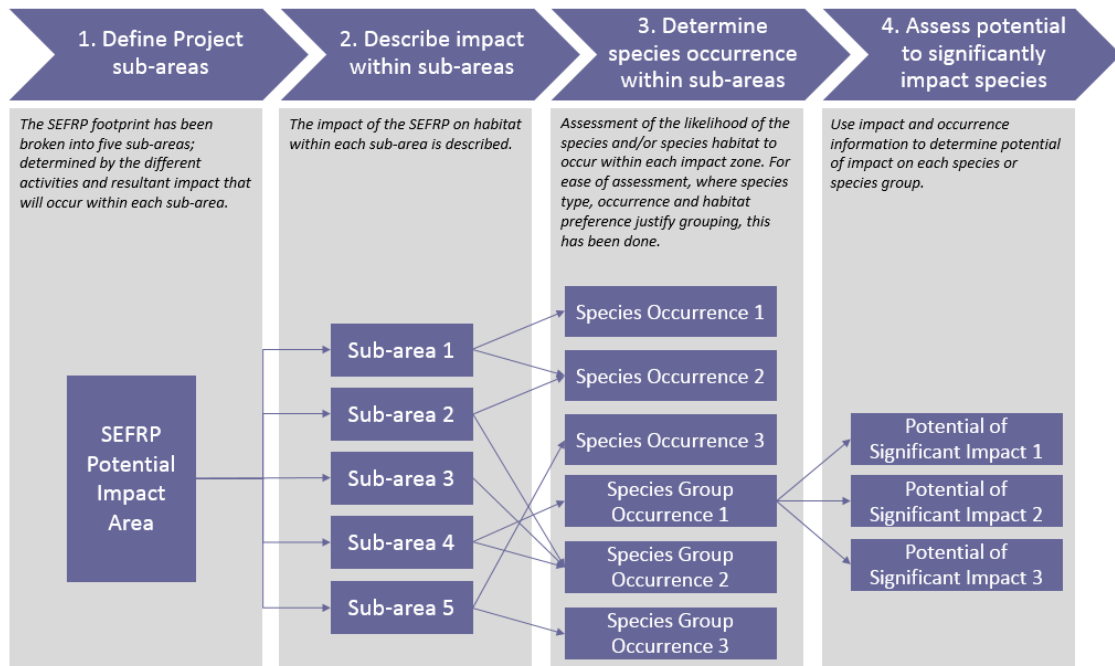 1. Define Project
sub-areas
2. Describe impact
within sub-areas
3. Determine
species occurrence
within sub-areas
4. Assess potential
to significantly
impact species
The SEFRP footprint has been
broken into five sub-areas;
determined by the different
activities and resultant impact that
will occur within each sub-area.
The impact of the SEFRP on habitat
within each sub-area is described.
Assessment of the likelihood of the
species and/or species habitat to
occur within each impact zone. For
ease of assessment, where species
type, occurrence and habitat
preference justify grouping, this
has been done.
Use impact and occurrence
information to determine potential
of impact on each species or
species group.
SEFRP
Potential
Impact
Area
Sub-area 1
Sub-area 2
Sub-area 3
Sub-area 4
Sub-area 5
Species Occurrence 1
Species Occurrence 2
Species Occurrence 3
Species Group
Occurrence 1
Species Group
Occurrence 2
Species Group
Occurrence 3
Potential of
Significant Impact 1
Potential of
Significant Impact 2
Potential of
Significant Impact 3